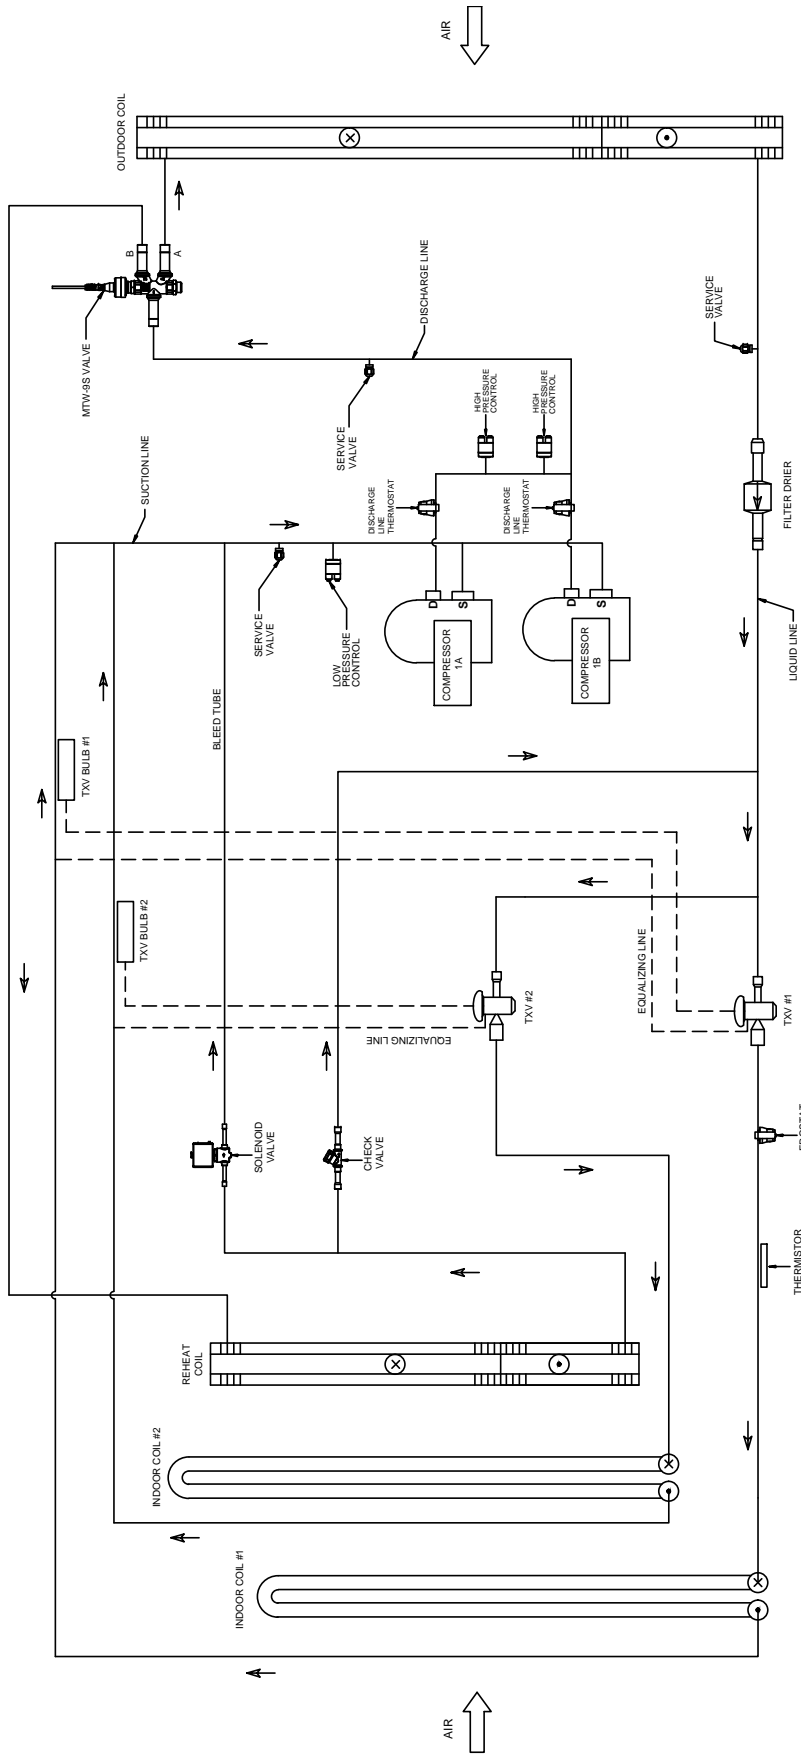 AIR
OUTDOOR COIL
B
A
MTW-9S VALVE
DISCHARGE LINE
SERVICE
VALVE
SERVICE
VALVE
SUCTION LINE
HIGH
PRESSURE
CONTROL
HIGH
PRESSURE
CONTROL
DISCHARGE
LINE
THERMOSTAT
DISCHARGE
LINE
THERMOSTAT
FILTER DRIER
SERVICE
VALVE
LOW
PRESSURE
CONTROL
D
S
COMPRESSOR
1A
D
S
COMPRESSOR
1B
LIQUID LINE
BLEED TUBE
TXV BULB #1
TXV BULB #2
EQUALIZING LINE
EQUALIZING LINE
TXV #2
TXV #1
SOLENOID
VALVE
CHECK
VALVE
THERMISTOR
REHEAT
COIL
INDOOR COIL #2
INDOOR COIL #1
AIR